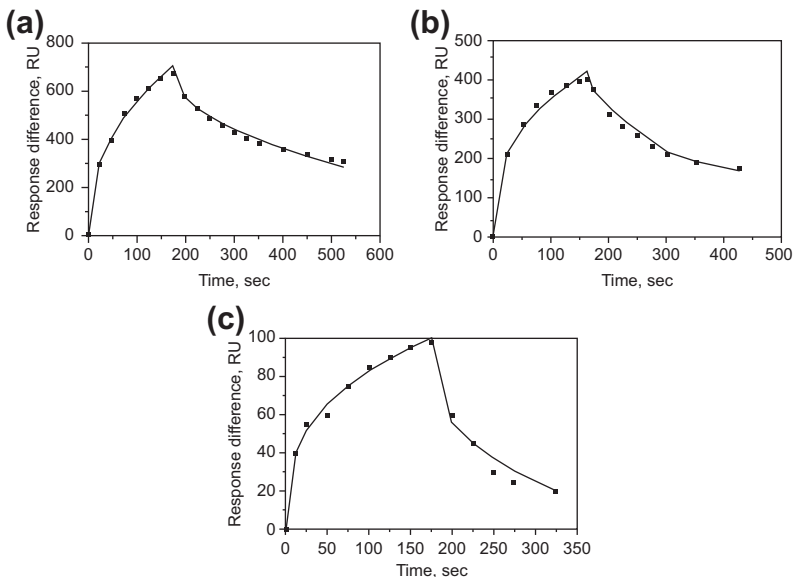 (a)
Response difference, RU
800
600
400
200
0
0 100 200 300 400 500 600
Time, sec
(b)
Response difference, RU
500
400
300
200
100
0
0 100 200 300 400 500
Time, sec
(c)
Response difference, RU
100
80
60
40
20
0
0 50 100 150 200 250 300 350
Time, sec